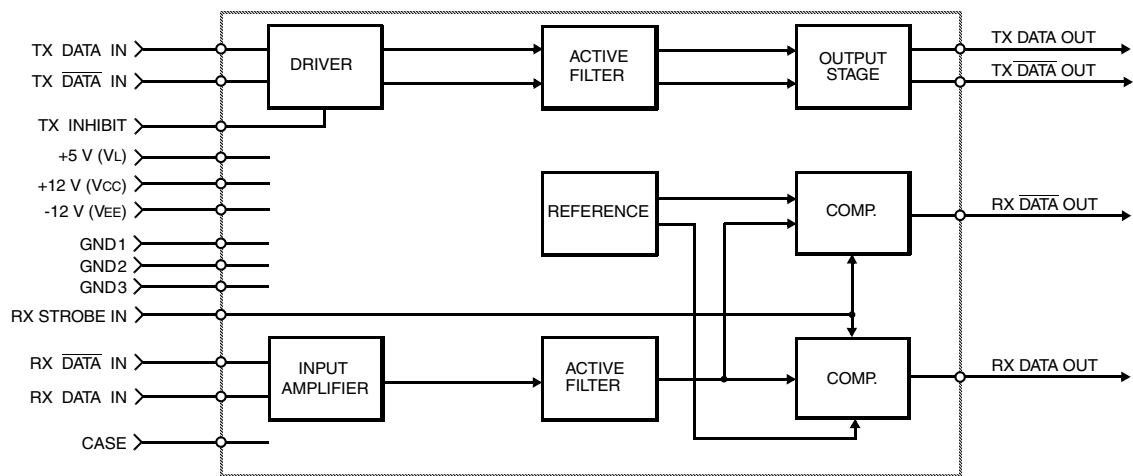 TX DATA IN
TX DATA IN
TX INHIBIT
+5 V (VL)
+12 V (VCC)
-12 V (VEE)
GND1
GND2
GND3
RX STROBE IN
RX DATA IN
RX DATA IN
CASE
DRIVER
ACTIVE
FILTER
OUTPUT
STAGE
REFERENCE
COMP.
INPUT
AMPLIFIER
ACTIVE
FILTER
COMP.
TX DATA OUT
TX DATA OUT
RX DATA OUT
RX DATA OUT